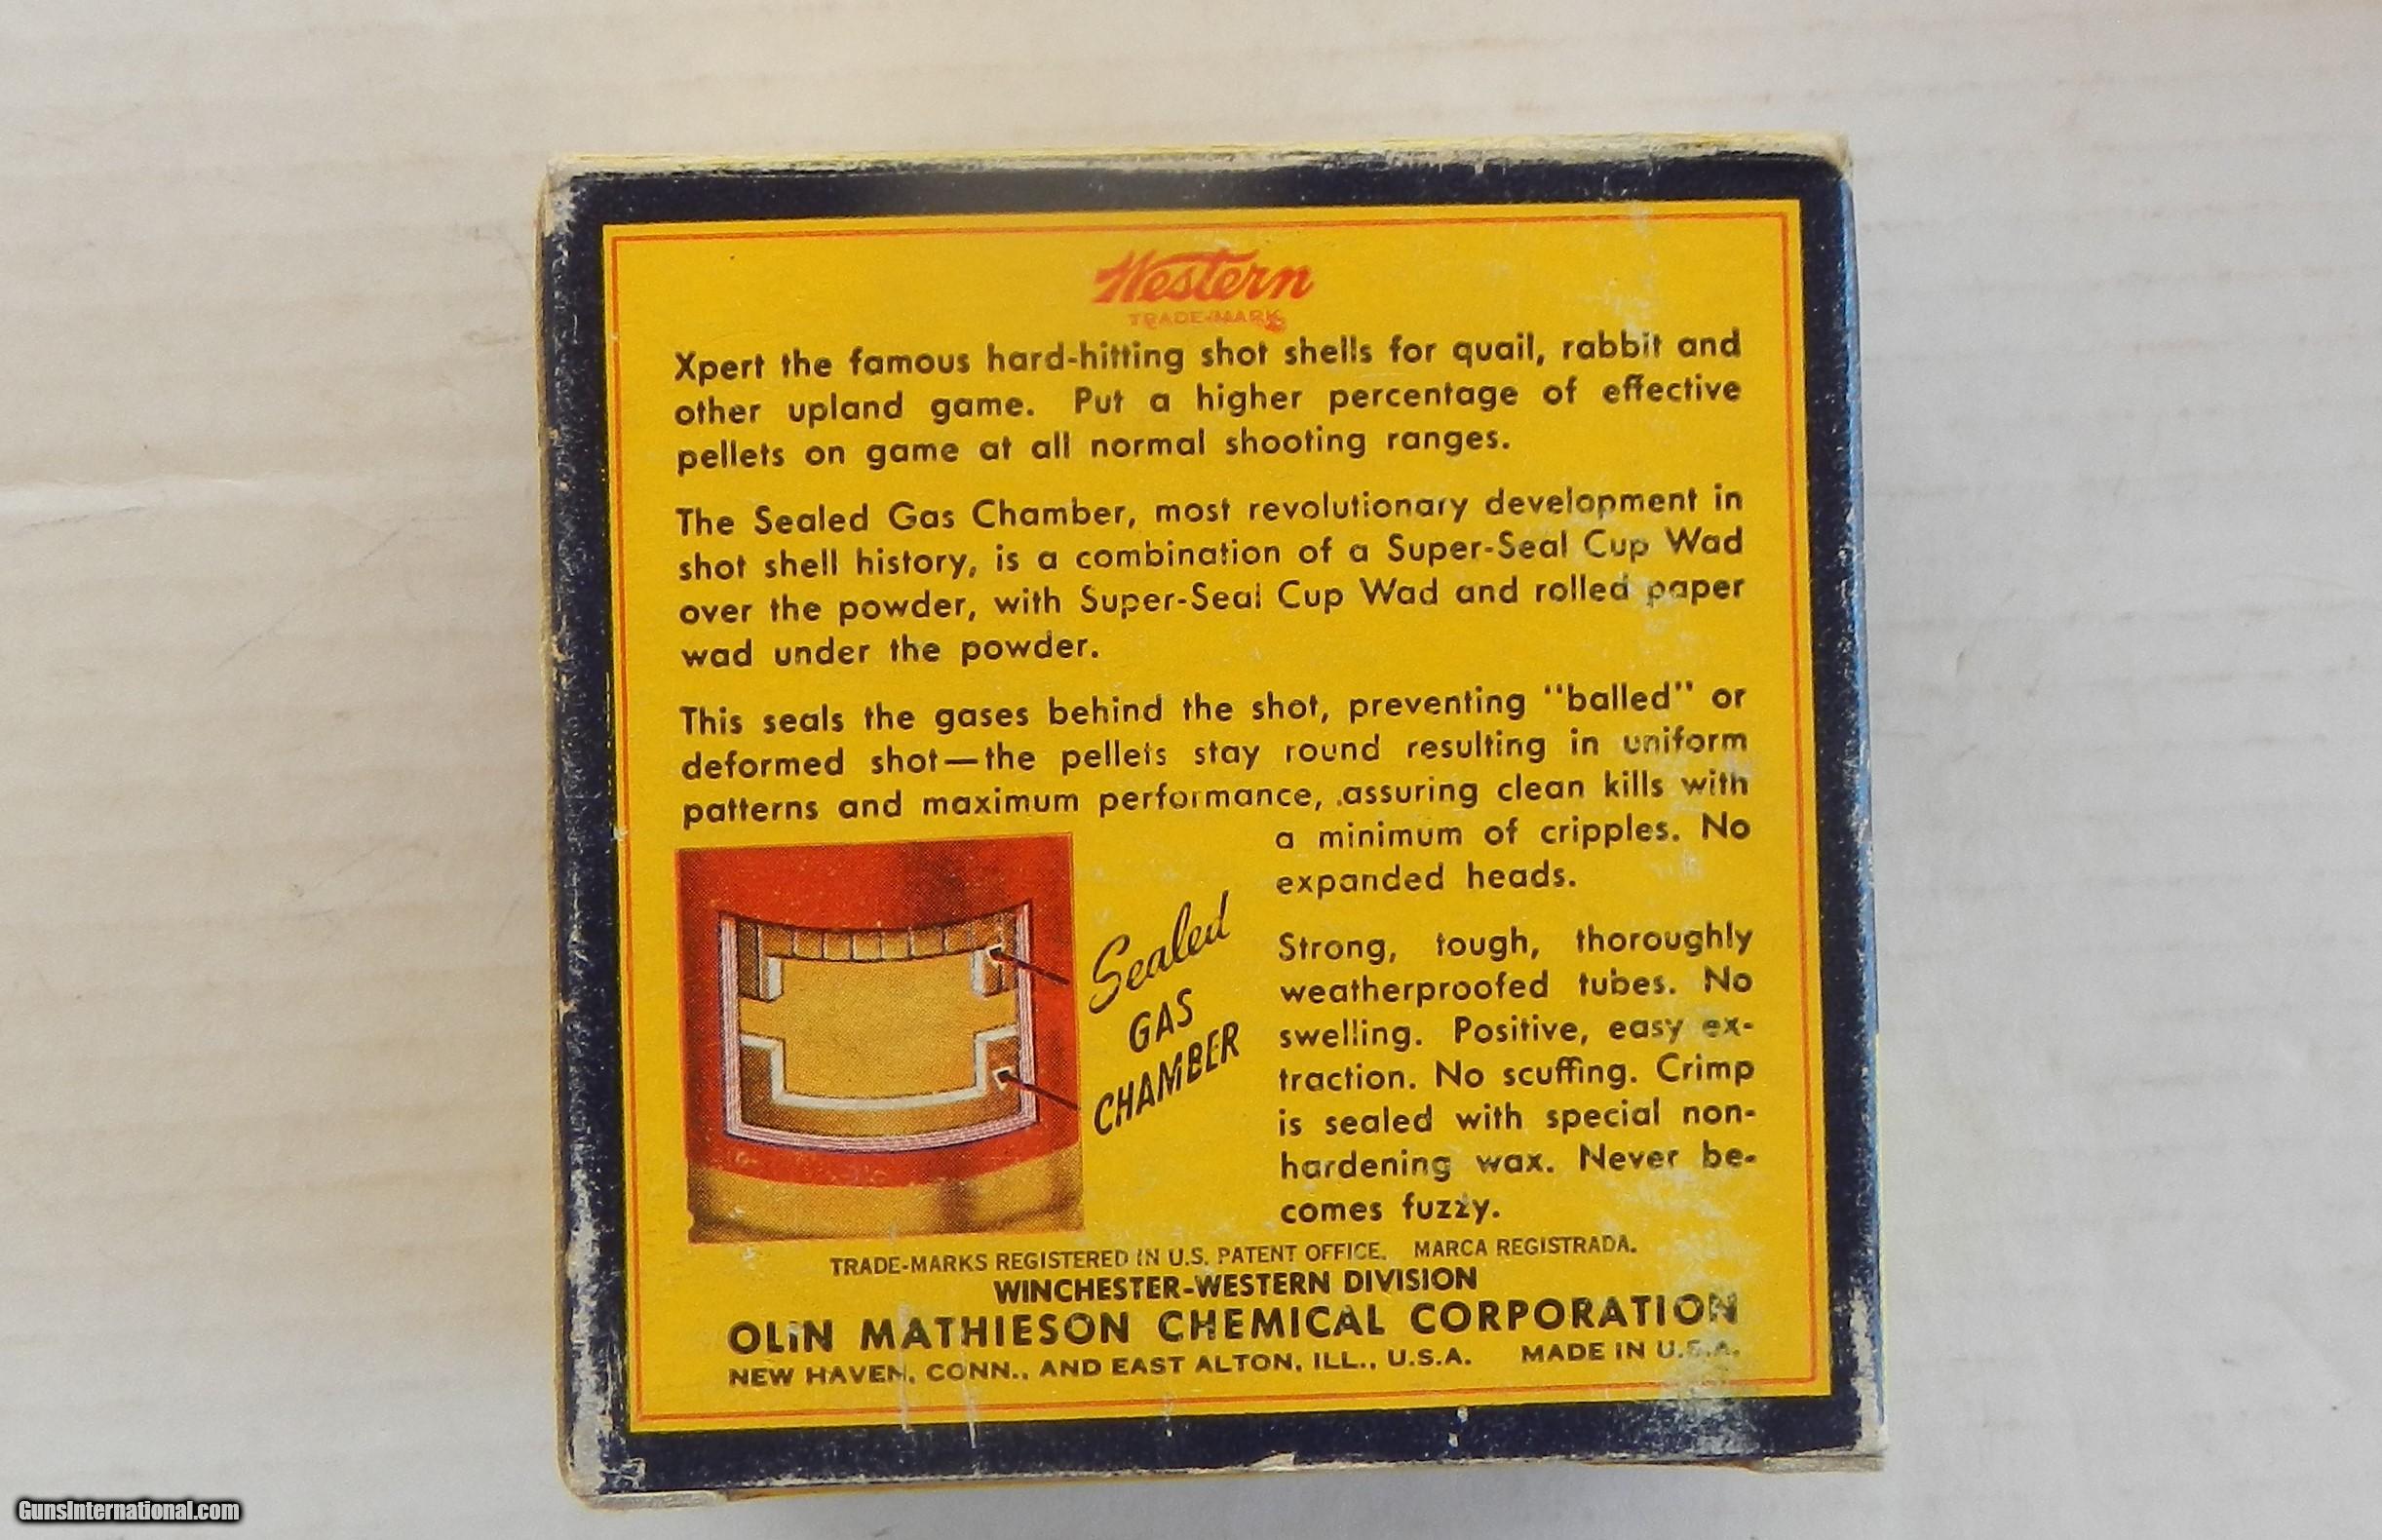 Western
TRADE-MARK
Xpert the famous hard-hitting shot shells for quail, rabbit and
other upland game. Put a higher percentage of effective
pellets on game at all normal shooting ranges.
The Sealed Gas Chamber, most revolutionary development in
shot shell history, is a combination of a Super-Seal Cup Wad
over the powder, with Super-Seal Cup Wad and rolled paper
wad under the powder.
This seals the gases behind the shot, preventing "balled" or
deformed shot—the pellets stay round resulting in uniform
patterns and maximum performance, assuring clean kills with
a minimum of cripples. No
expanded heads.
Sealed
GAS
CHAMBER
Strong, tough, thoroughly
weatherproofed tubes. No
swelling. Positive, easy ex-
traction. No scuffing. Crimp
is sealed with special non-
hardening wax. Never be-
comes fuzzy.
TRADE-MARKS REGISTERED IN U.S. PATENT OFFICE. MARCA REGISTRADA.
WINCHESTER-WESTERN DIVISION
OLIN MATHIESON CHEMICAL CORPORATION
NEW HAVEN, CONN., AND EAST ALTON, ILL., U.S.A. MADE IN U.S.A.
GunsInternational.com